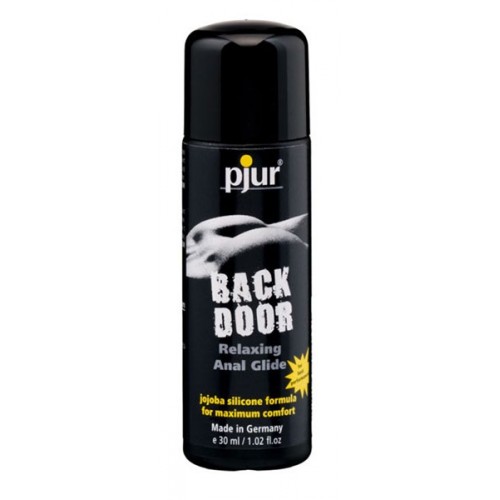 pjur®
BACK
DOOR
Relaxing
Anal Glide
jojoba silicone formula
for maximum comfort
Made in Germany
e 30 ml / 1.02 fl.oz